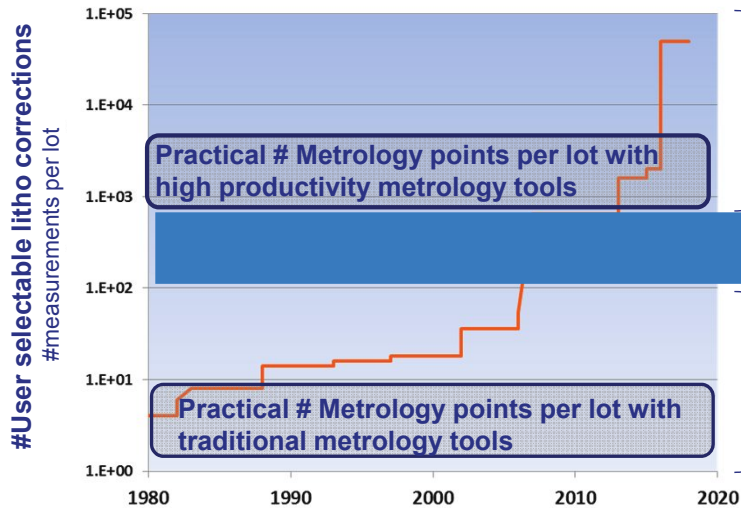 #User selectable litho corrections
#measurements per lot
1.E+05
1.E+04
1.E+03
1.E+02
1.E+01
1.E+00
Practical # Metrology points per lot with
high productivity metrology tools
Practical # Metrology points per lot with
traditional metrology tools
1980
1990
2000
2010
2020